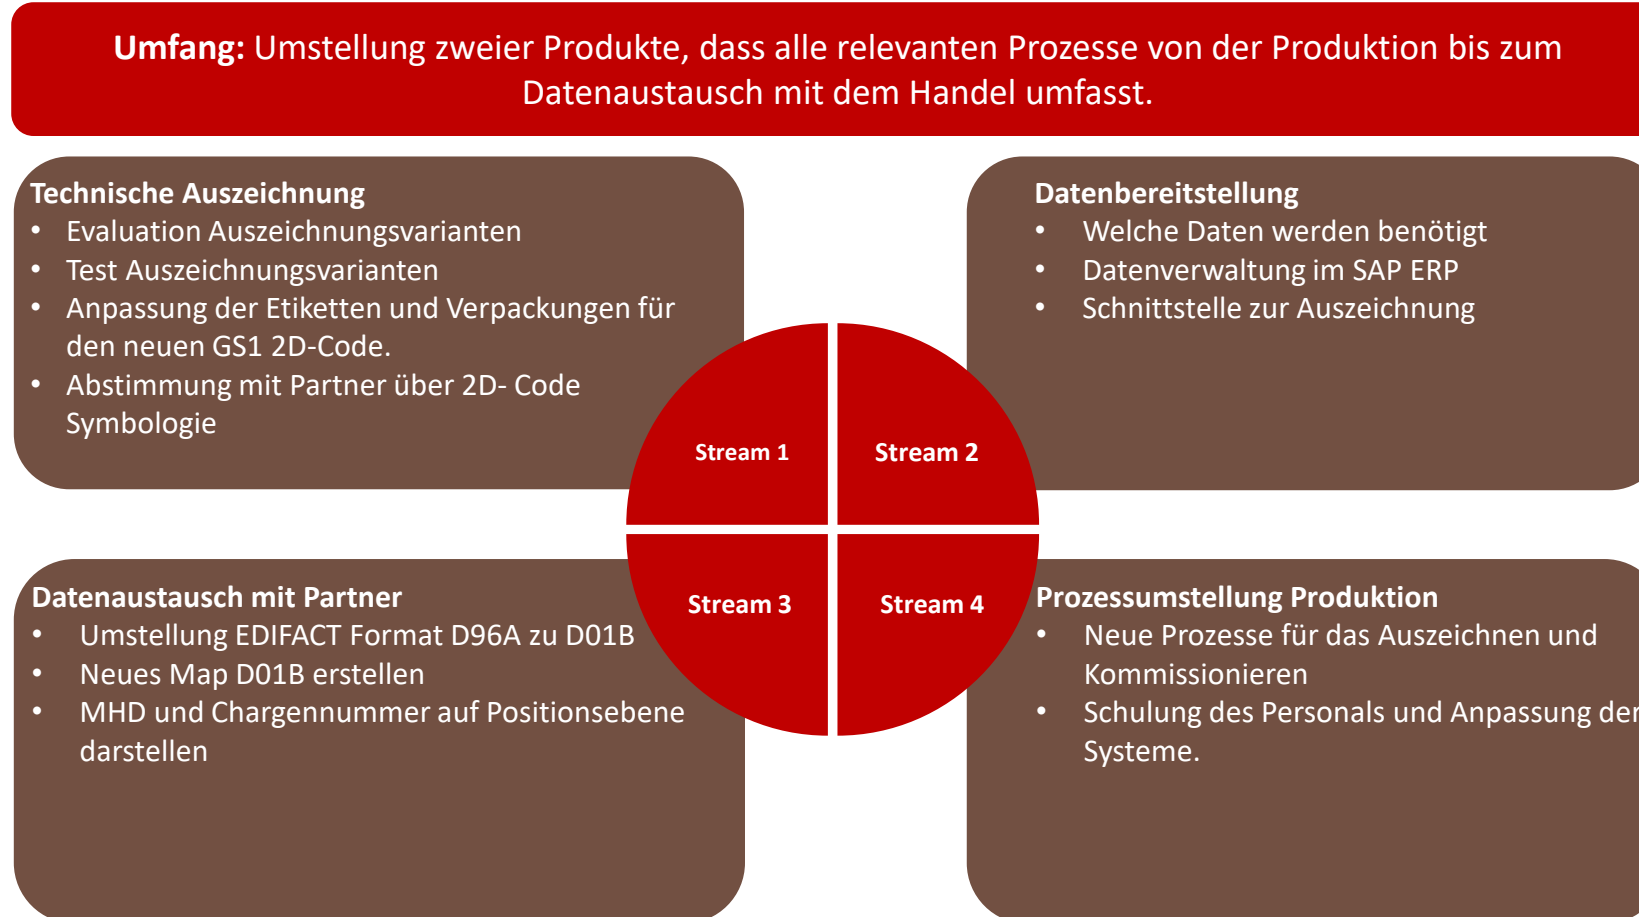 Umfang: Umstellung zweier Produkte, dass alle relevanten Prozesse von der Produktion bis zum
Datenaustausch mit dem Handel umfasst.
Technische Auszeichnung
• Evaluation Auszeichnungsvarianten
• Test Auszeichnungsvarianten
• Anpassung der Etiketten und Verpackungen für
den neuen GS1 2D-Code.
• Abstimmung mit Partner über 2D- Code
Symbologie
Datenbereitstellung
• Welche Daten werden benötigt
• Datenverwaltung im SAP ERP
• Schnittstelle zur Auszeichnung
Stream 1
Stream 2
Stream 3
Stream 4
Datenaustausch mit Partner
• Umstellung EDIFACT Format D96A zu D01B
• Neues Map D01B erstellen
• MHD und Chargennummer auf Positionsebene
darstellen
Prozessumstellung Produktion
• Neue Prozesse für das Auszeichnen und
Kommissionieren
• Schulung des Personals und Anpassung der
Systeme.